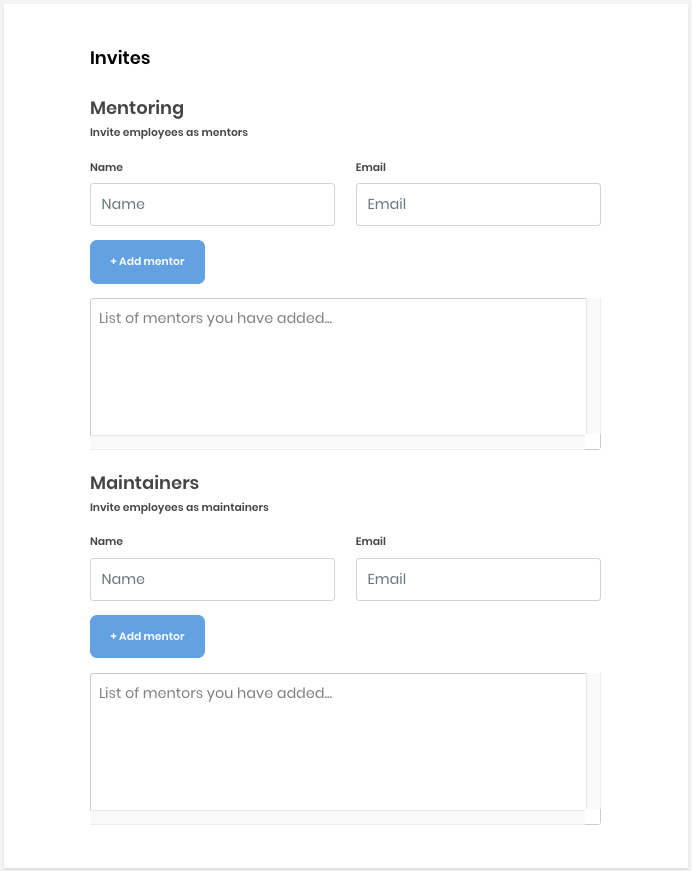 Invites
Mentoring
Invite employees as mentors
Name Email
Name Email
+ Add mentor
List of mentors you have added...
Maintainers
Invite employees as maintainers
Name Email
Name Email
+ Add mentor
List of mentors you have added...